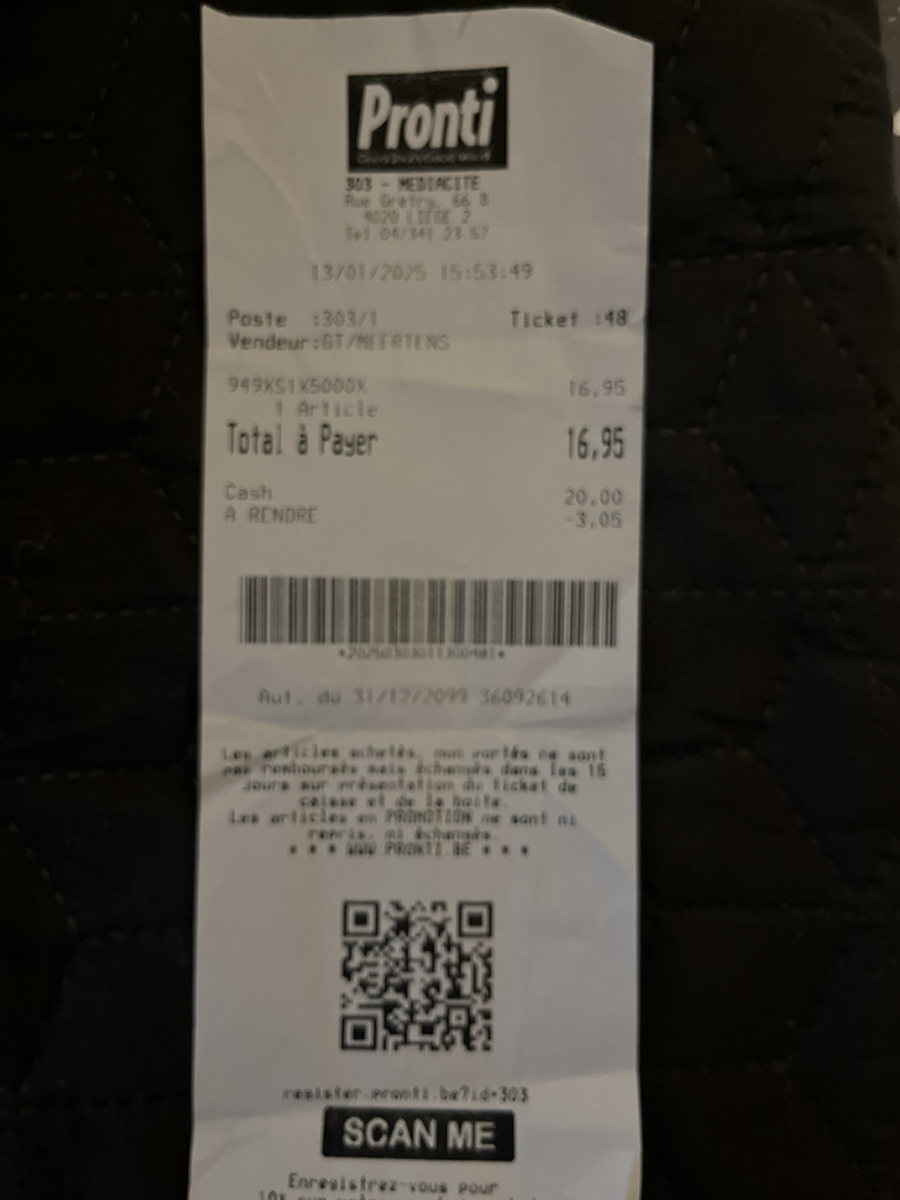 Pronti
303 - MEDIACITE
Rue Gretry, 66 B
4020 LIEGE 2
Tel 04/341 23 57
13/01/2025 15:53:49
Poste :303/1 Ticket :48
Vendeur:GT/MEERTENS
949KS1K5000X 16,95
1 Article
Total à Payer 16,95
Cash 20,00
A RENDRE -3,05
Aut. du 31/12/2099 36092614
Les articles achetés, non portés ne sont
pas remboursés mais échangés dans les 15
jours sur présentation du ticket de
caisse et de la boite.
Les articles en PROMOTION ne sont ni
repris, ni échangés.
* * * WWW.PRONTI.BE * * *
register.pronti.be?id=303
SCAN ME
Enregistrez-vous pour
10% sur